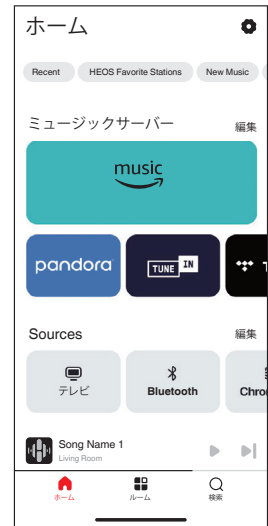 ホーム
Recent HEOS Favorite Stations New Music
ミュージックサーバー 編集
music
pandora TUNE IN
Sources 編集
テレビ Bluetooth Chro
Song Name 1
Living Room
ホーム ルーム 検索